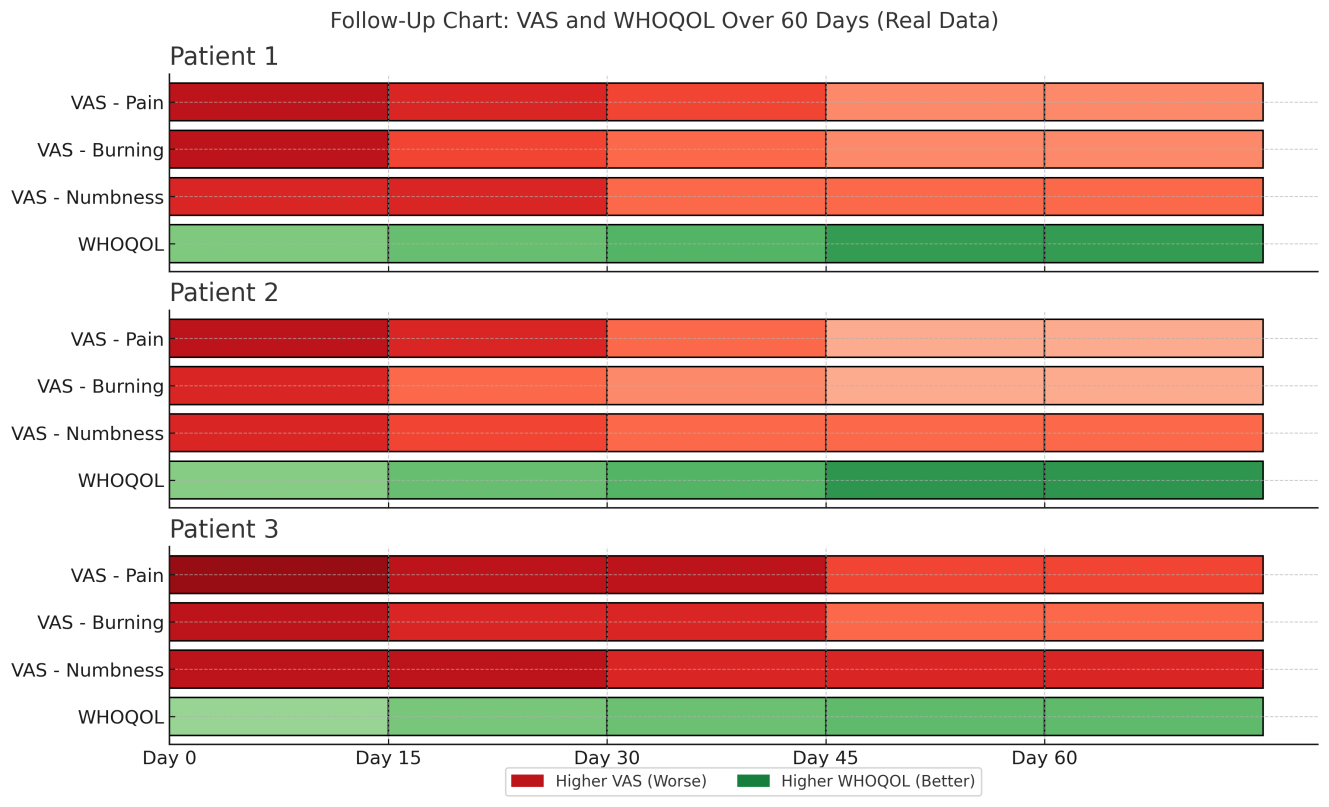 Follow-Up Chart: VAS and WHOQOL Over 60 Days (Real Data)
Patient 1
VAS - Pain
VAS - Burning
VAS - Numbness
WHOQOL
Patient 2
VAS - Pain
VAS - Burning
VAS - Numbness
WHOQOL
Patient 3
VAS - Pain
VAS - Burning
VAS - Numbness
WHOQOL
Day 0 Day 15 Day 30 Day 45 Day 60
Higher VAS (Worse) Higher WHOQOL (Better)